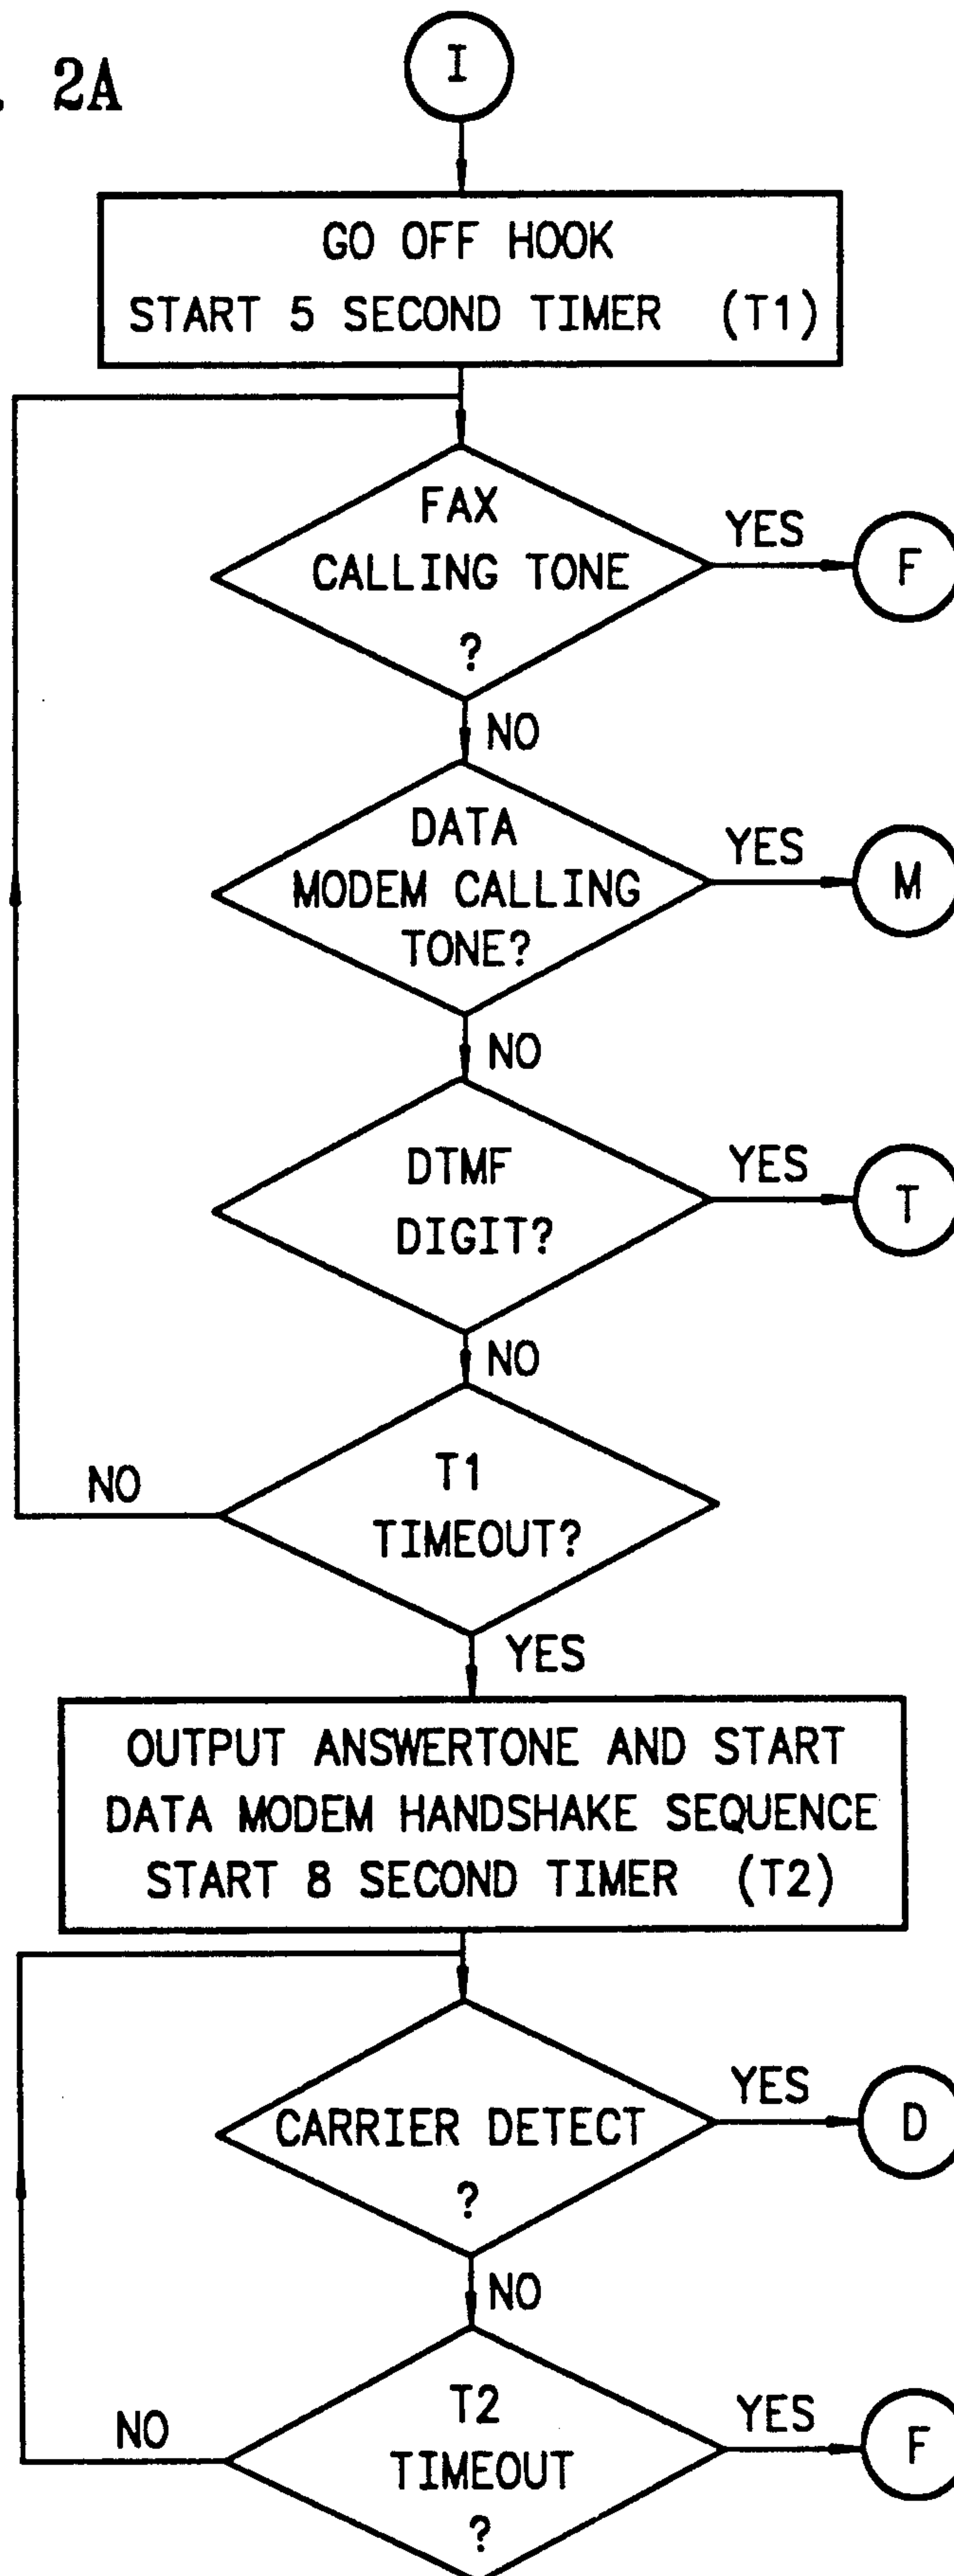 . 2A
I
GO OFF HOOK
START 5 SECOND TIMER (T1)
FAX
CALLING TONE
?
YES
F
NO
DATA
MODEM CALLING
TONE?
YES
M
NO
DTMF
DIGIT?
YES
T
NO
T1
TIMEOUT?
NO
YES
OUTPUT ANSWERTONE AND START
DATA MODEM HANDSHAKE SEQUENCE
START 8 SECOND TIMER (T2)
CARRIER DETECT
?
YES
D
NO
T2
TIMEOUT
?
NO
YES
F